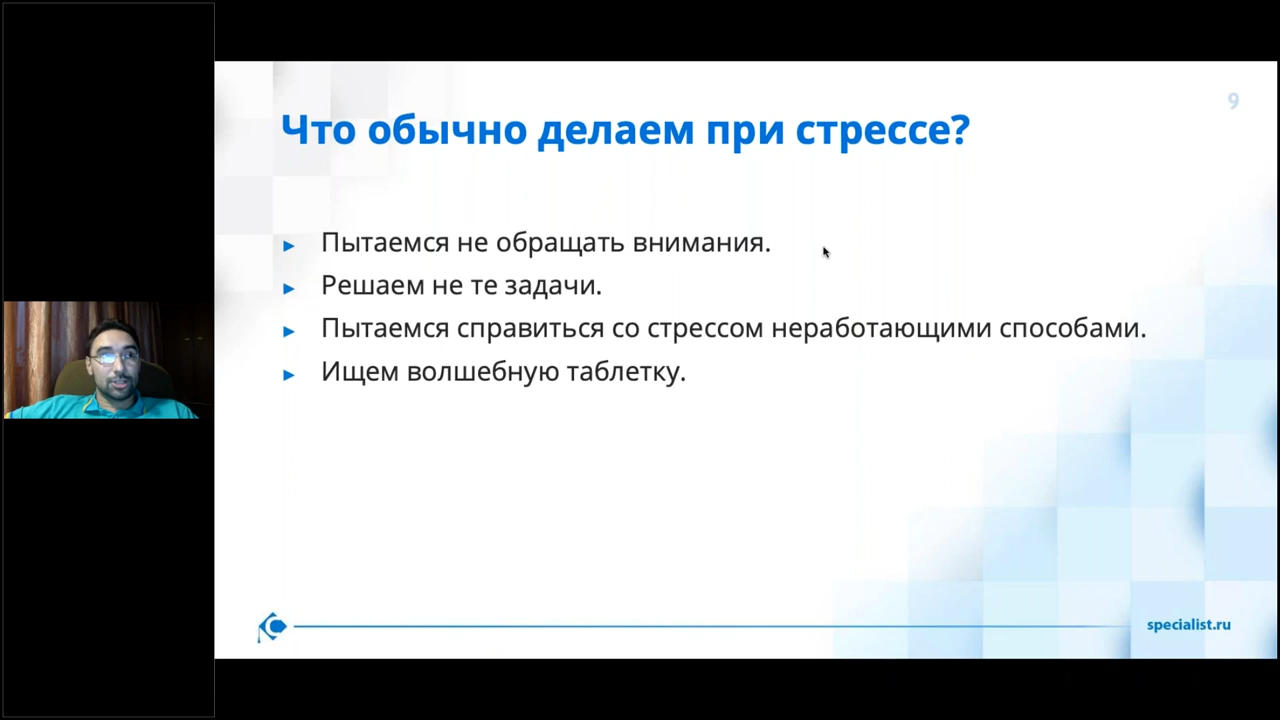 9
Что обычно делаем при стрессе?
Пытаемся не обращать внимания.
Решаем не те задачи.
Пытаемся справиться со стрессом неработающими способами.
Ищем волшебную таблетку.
specialist.ru